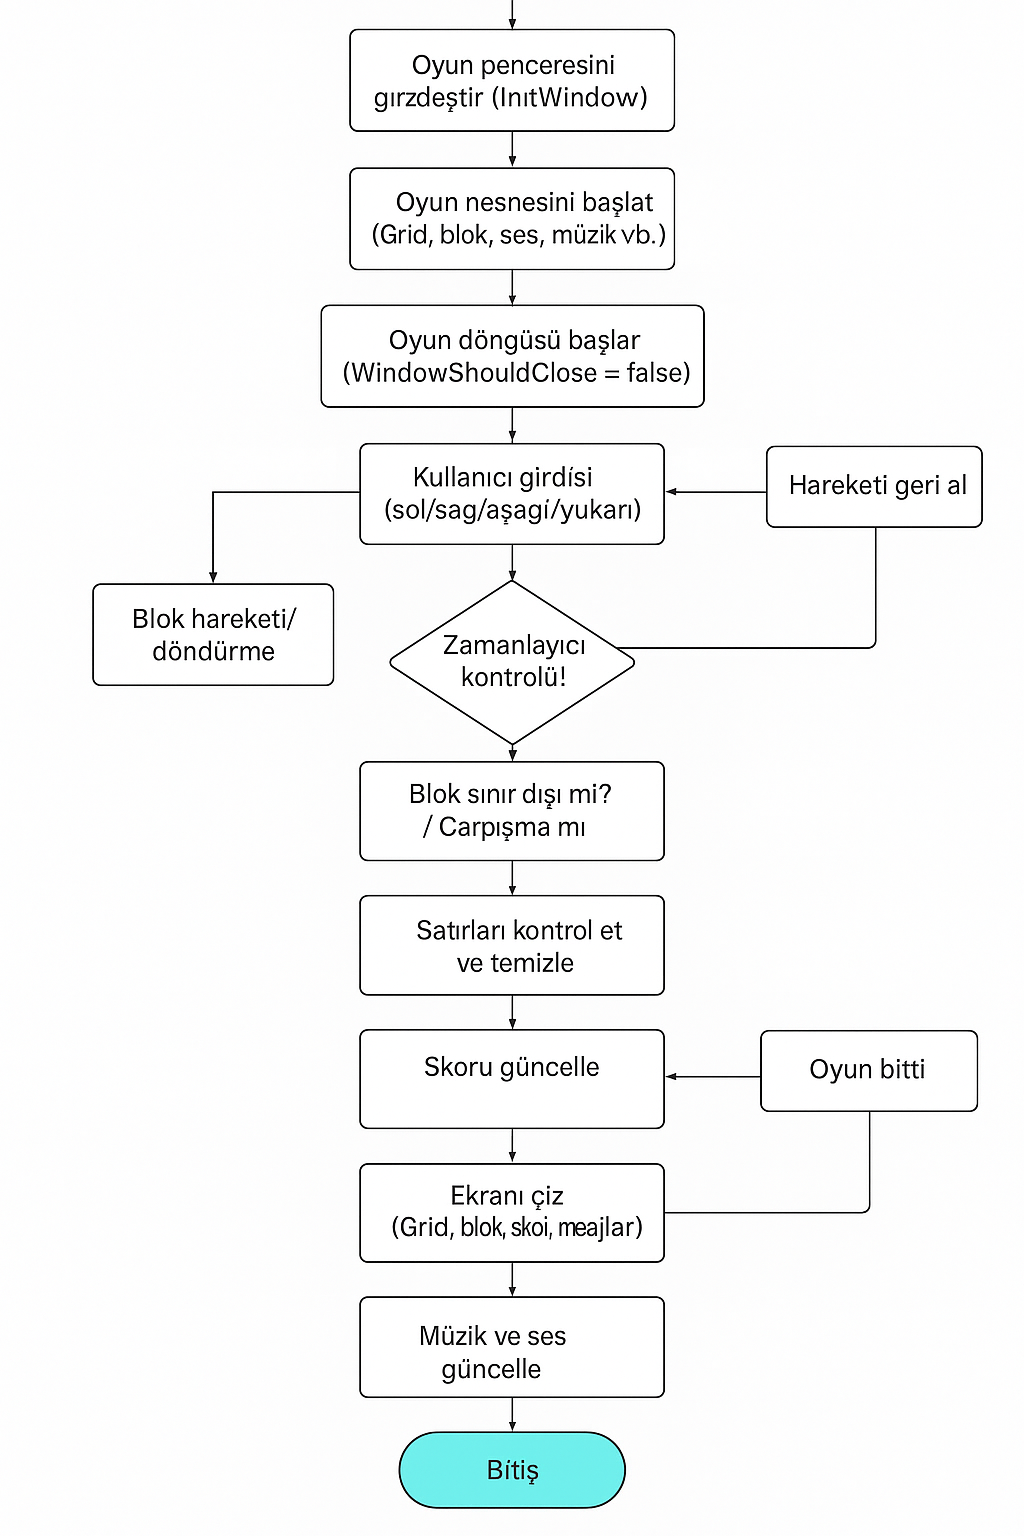 Oyun penceresini
gırzdeştir (InıtWindow)
Oyun nesnesini başlat
(Grid, blok, ses, müzik vb.)
Oyun döngüsü başlar
(WindowShouldClose = false)
Kullanıcı girdísi
(sol/sag/aşagí/yukarı)
Hareketi geri al
Blok hareketi/
döndürme
Zamanlayıcı
kontrolü!
Blok sınır dışı mi?
/ Carpışma mı
Satırları kontrol et
ve temizle
Skoru güncelle
Oyun bitti
Ekranı çiz
(Grid, blok, skoi, meajlar)
Müzik ve ses
güncelle
Bítiş